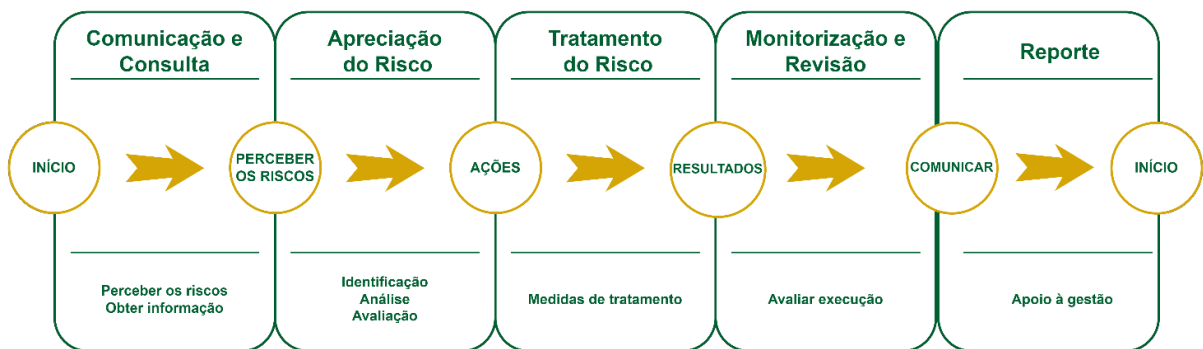 Comunicação e
Consulta
Apreciação
do Risco
Tratamento
do Risco
Monitorização e
Revisão
Reporte
INÍCIO
PERCEBER
OS RISCOS
AÇÕES
RESULTADOS
COMUNICAR
INÍCIO
Perceber os riscos
Obter informação
Identificação
Análise
Avaliação
Medidas de tratamento
Avaliar execução
Apoio à gestão